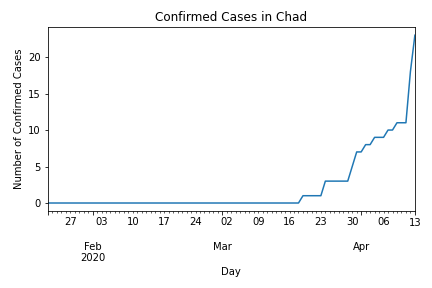 Confirmed Cases in Chad
Number of Confirmed Cases
20
15
10
5
0
27 03 10 17 24 02 09 16 23 30 06 13
Feb Mar Apr
2020
Day